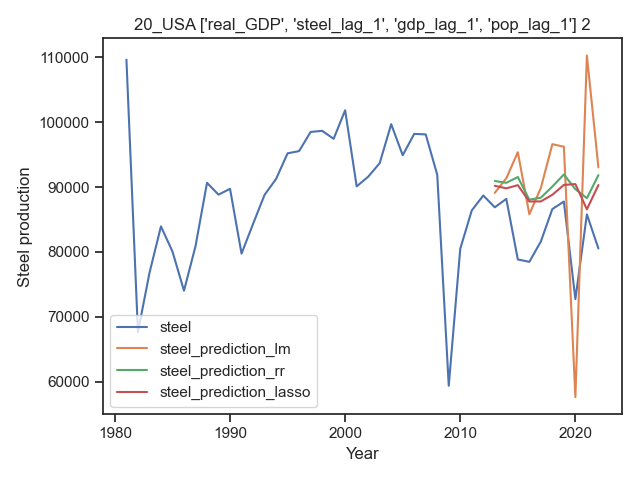 20_USA ['real_GDP', 'steel_lag_1', 'gdp_lag_1', 'pop_lag_1'] 2
110000
100000
90000
80000
70000
60000
Steel production
steel
steel_prediction_lm
steel_prediction_rr
steel_prediction_lasso
1980 1990 2000 2010 2020
Year